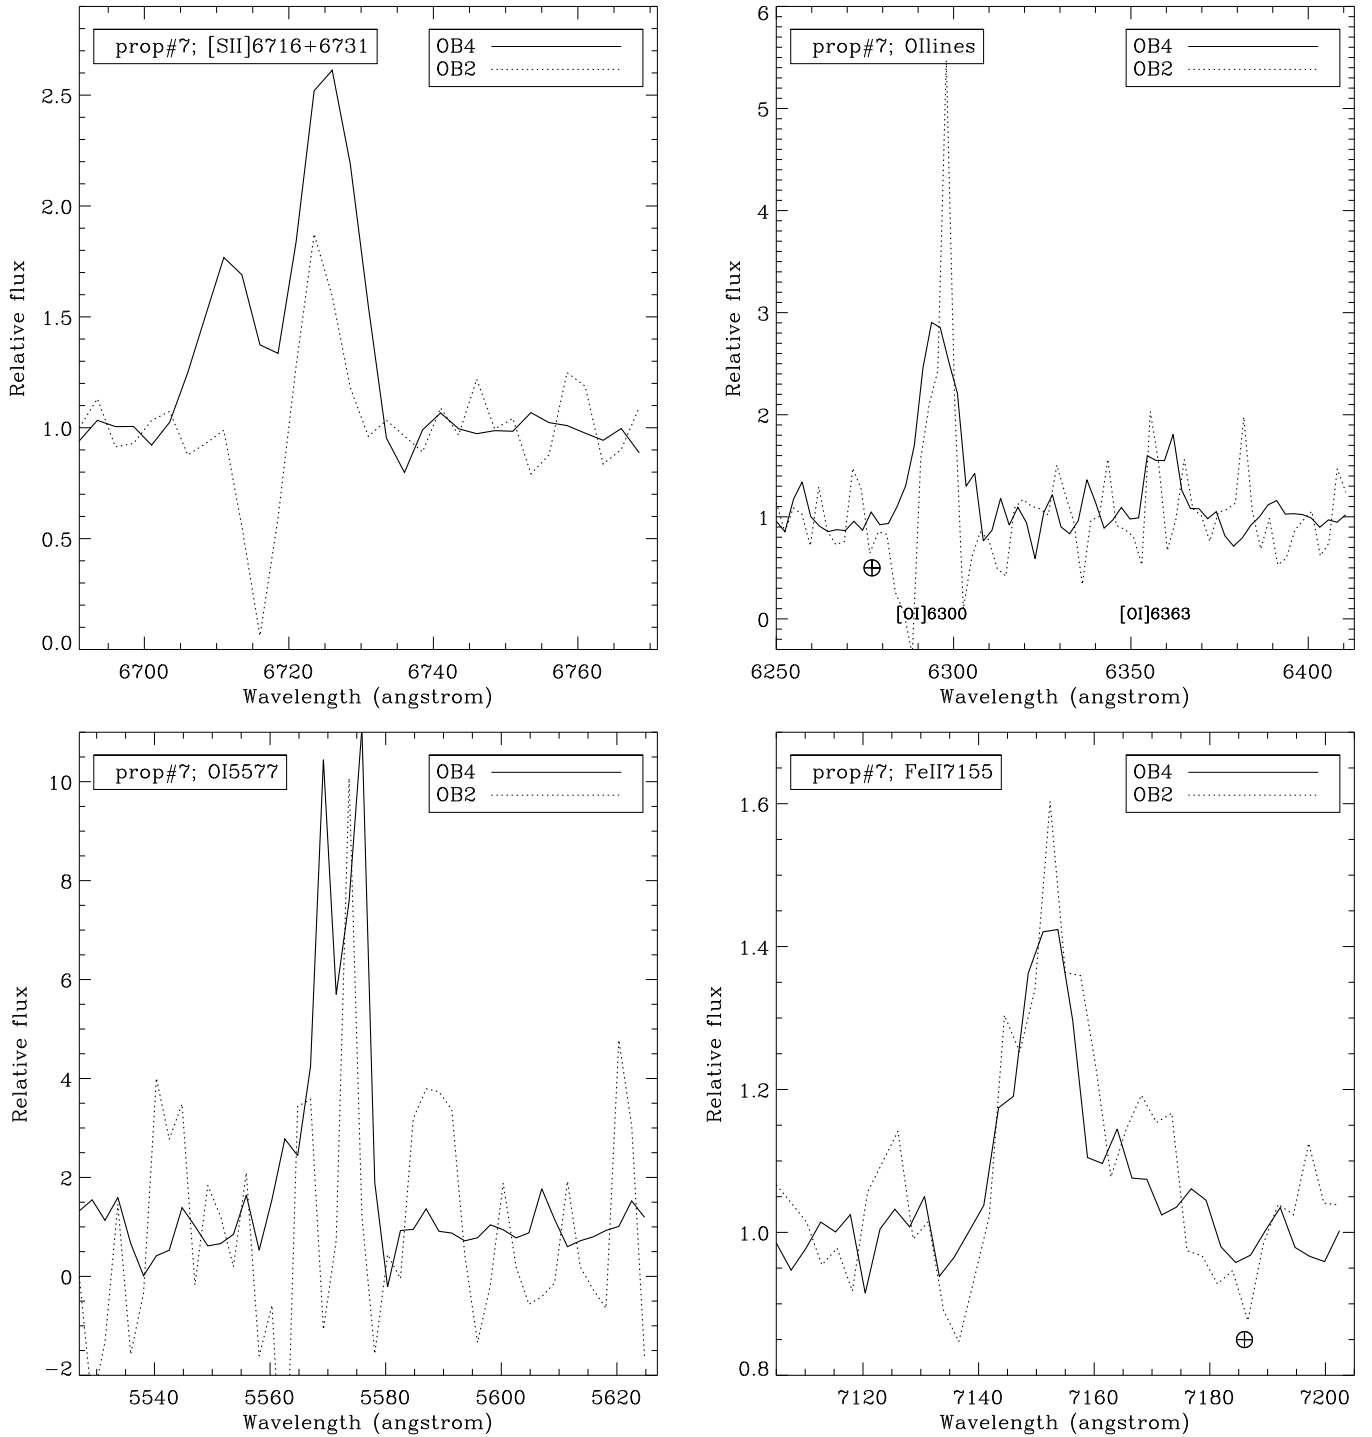 prop#7; [SII]6716+6731
OB4
OB2
Relative flux
2.5
2.0
1.5
1.0
0.5
0.0
6700
6720
6740
6760
Wavelength (angstrom)
prop#7; OIlines
OB4
OB2
Relative flux
6
5
4
3
2
1
0
[OI]6300
[OI]6363
6250
6300
6350
6400
Wavelength (angstrom)
prop#7; OI5577
OB4
OB2
Relative flux
10
8
6
4
2
0
−2
5540
5560
5580
5600
5620
Wavelength (angstrom)
prop#7; FeII7155
OB4
OB2
Relative flux
1.6
1.4
1.2
1.0
0.8
7120
7140
7160
7180
7200
Wavelength (angstrom)